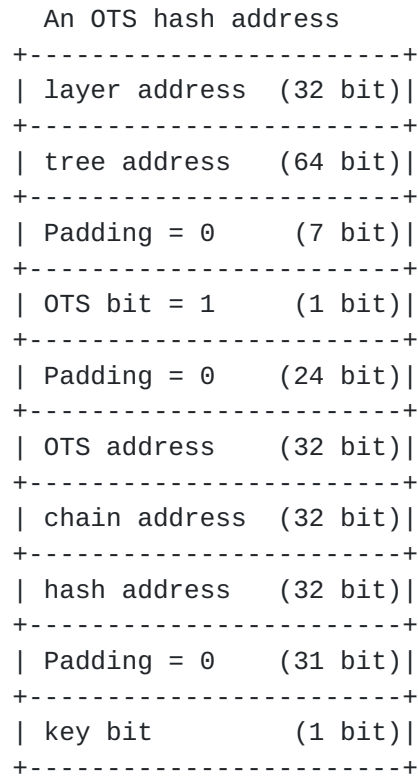 An OTS hash address
+------------------------+
| layer address  (32 bit)|
+------------------------+
| tree address   (64 bit)|
+------------------------+
| Padding = 0     (7 bit)|
+------------------------+
| OTS bit = 1     (1 bit)|
+------------------------+
| Padding = 0    (24 bit)|
+------------------------+
| OTS address    (32 bit)|
+------------------------+
| chain address  (32 bit)|
+------------------------+
| hash address   (32 bit)|
+------------------------+
| Padding = 0    (31 bit)|
+------------------------+
| key bit         (1 bit)|
+------------------------+